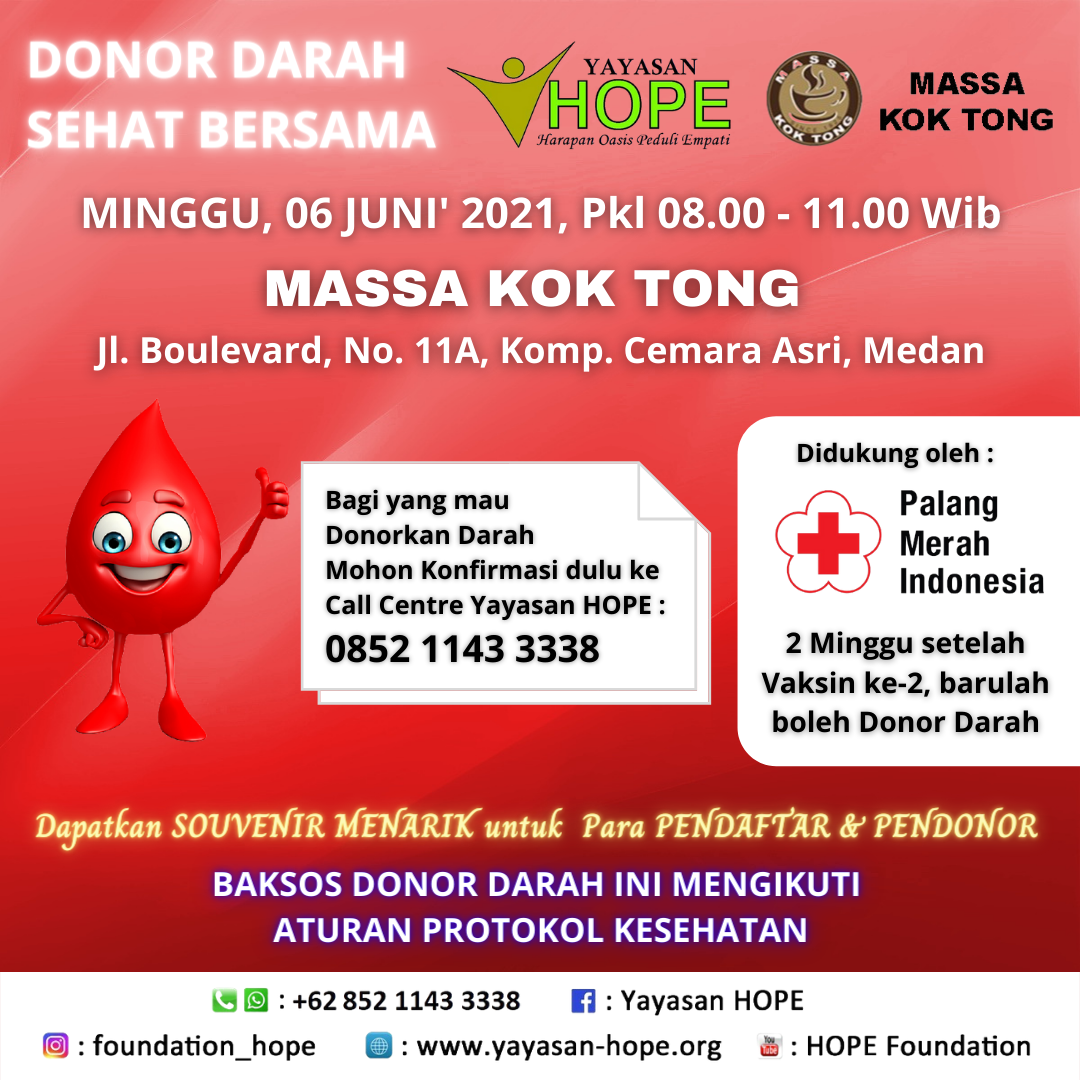 DONOR DARAH
SEHAT BERSAMA
YAYASAN
HOPE
Harapan Oasis Peduli Empati
MASSA
KOK TONG
MASSA
KOK TONG
MINGGU, 06 JUNI' 2021, Pkl 08.00 - 11.00 Wib
MASSA KOK TONG
Jl. Boulevard, No. 11A, Komp. Cemara Asri, Medan
Bagi yang mau
Donorkan Darah
Mohon Konfirmasi dulu ke
Call Centre Yayasan HOPE :
0852 1143 3338
Didukung oleh :
Palang
Merah
Indonesia
2 Minggu setelah
Vaksin ke-2, barulah
boleh Donor Darah
Dapatkan SOUVENIR MENARIK untuk Para PENDAFTAR & PENDONOR
BAKSOS DONOR DARAH INI MENGIKUTI
ATURAN PROTOKOL KESEHATAN
: +62 852 1143 3338
: Yayasan HOPE
: foundation_hope
: www.yayasan-hope.org
You Tube : HOPE Foundation